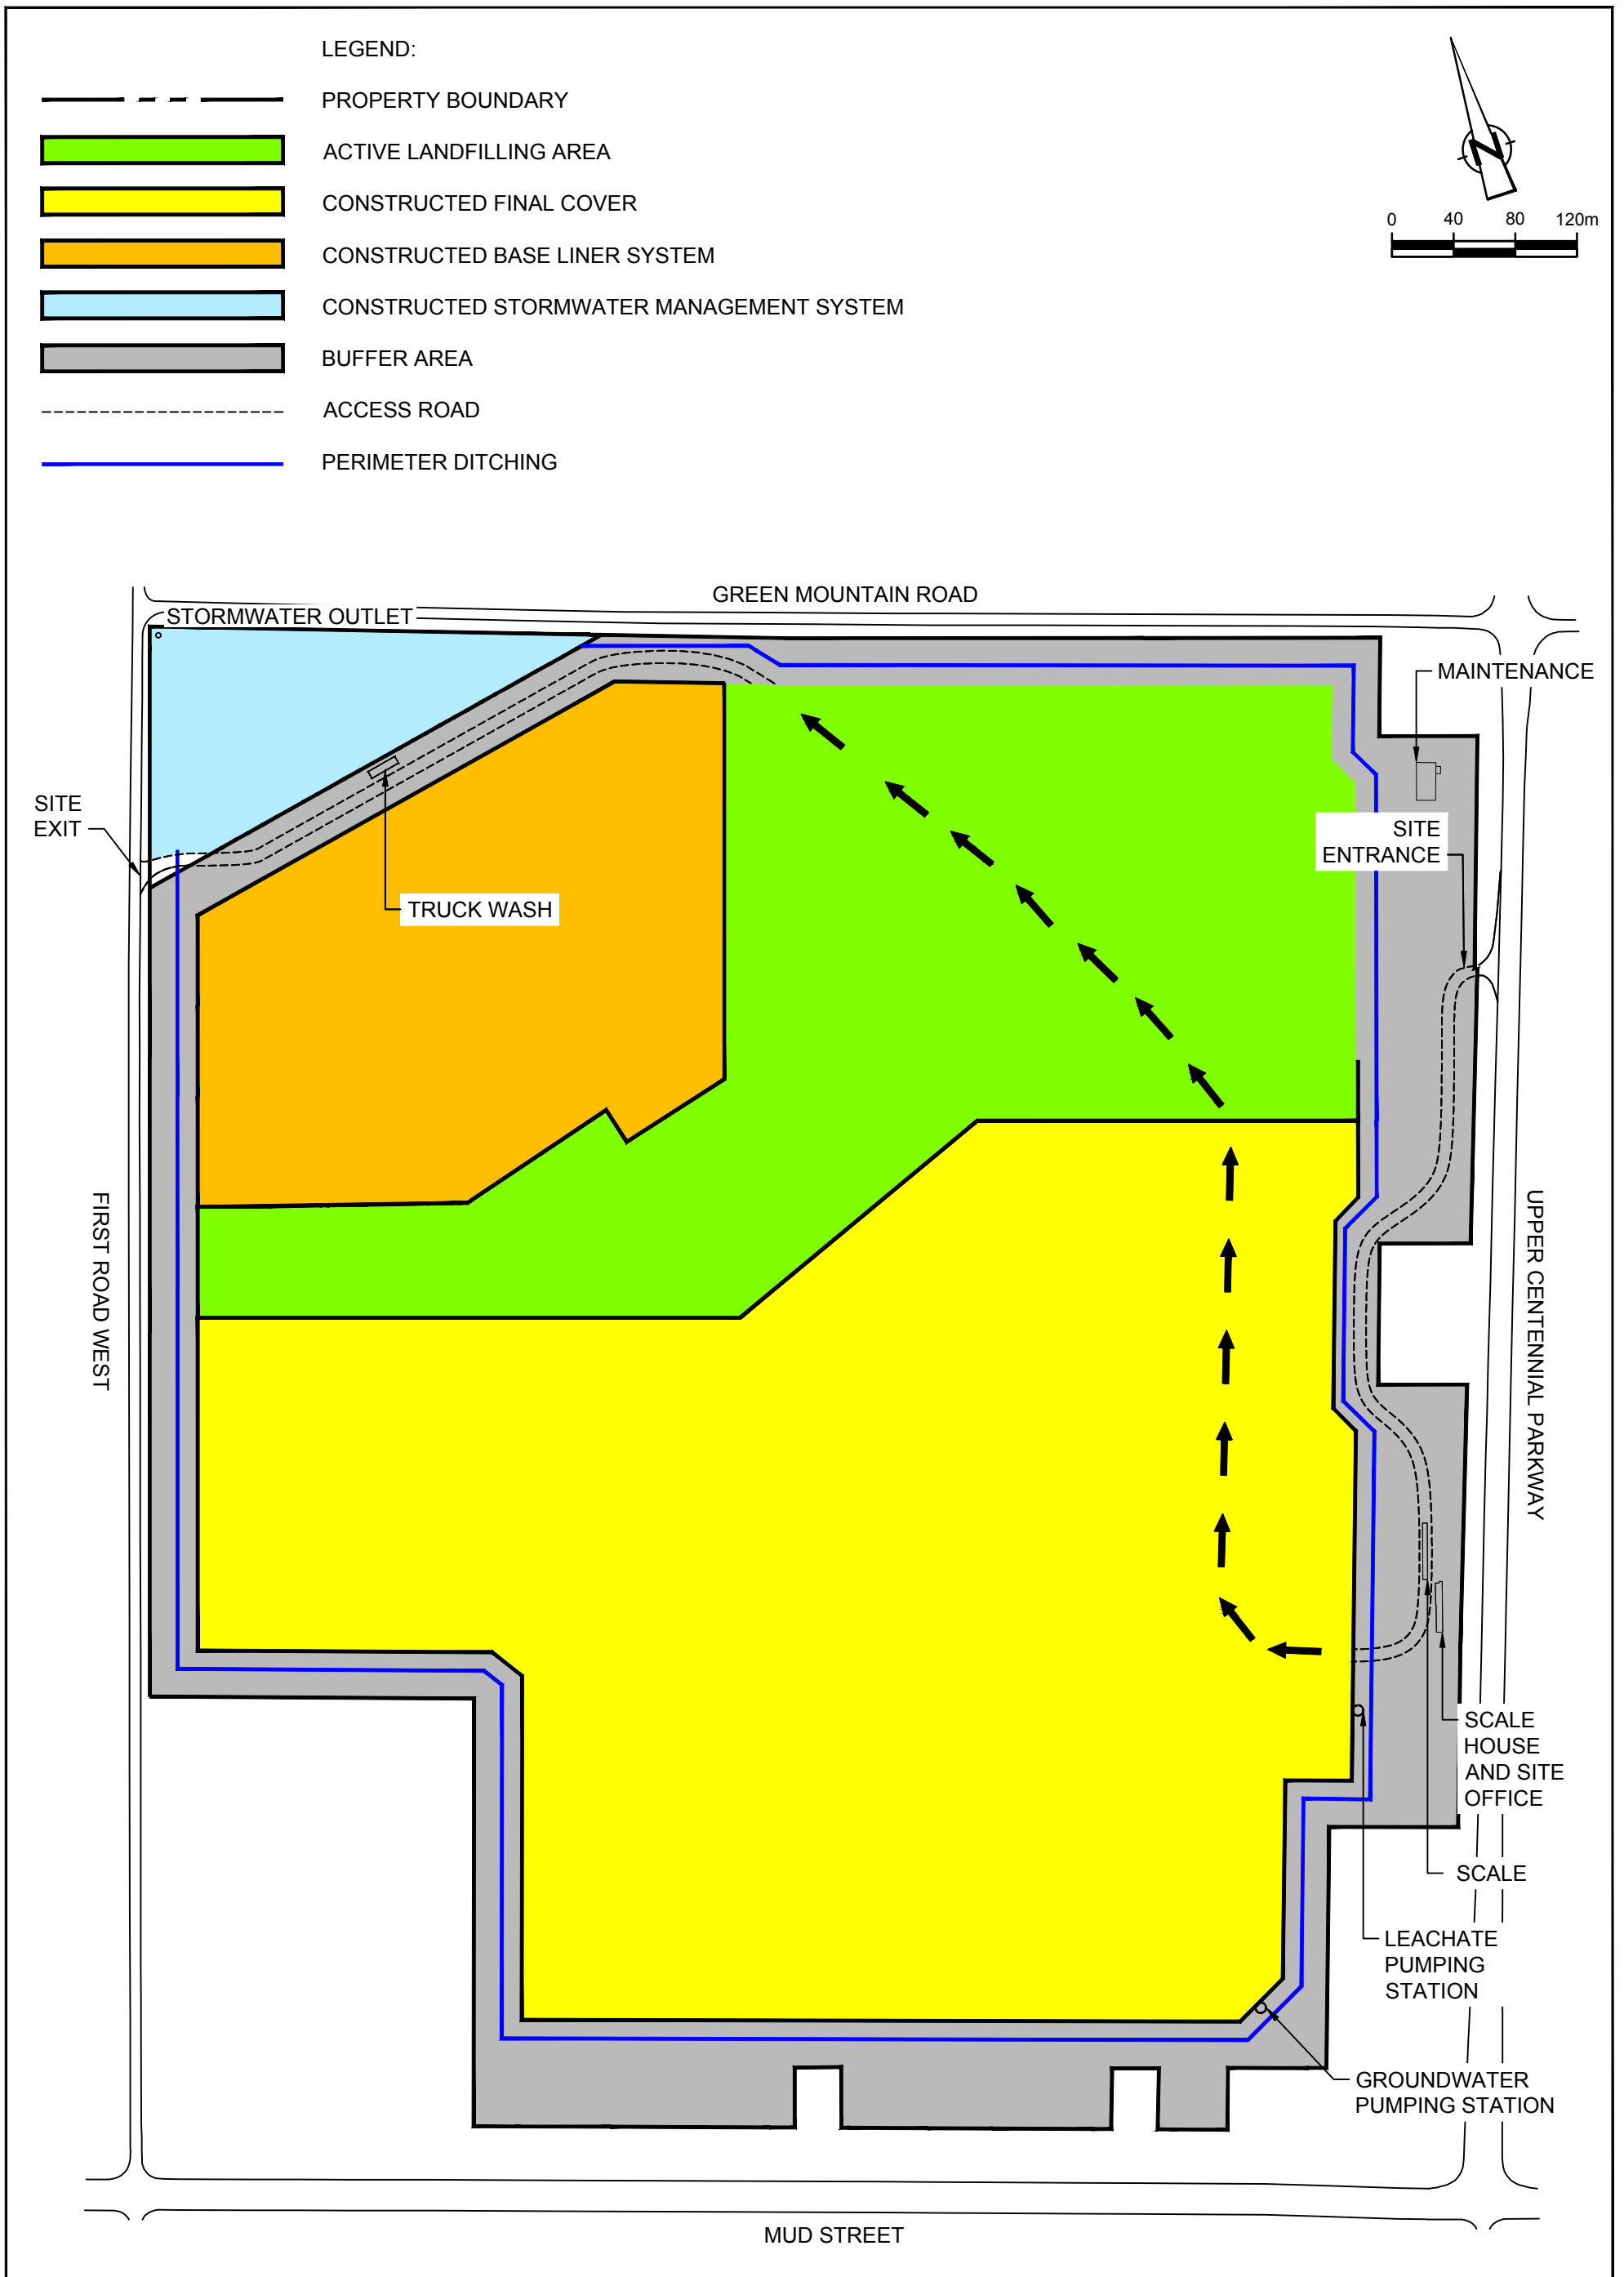 LEGEND:
PROPERTY BOUNDARY
ACTIVE LANDFILLING AREA
CONSTRUCTED FINAL COVER
CONSTRUCTED BASE LINER SYSTEM
CONSTRUCTED STORMWATER MANAGEMENT SYSTEM
BUFFER AREA
ACCESS ROAD
PERIMETER DITCHING
N
0 40 80 120m
GREEN MOUNTAIN ROAD
STORMWATER OUTLET
MAINTENANCE
SITE
EXIT
SITE
ENTRANCE
TRUCK WASH
FIRST ROAD WEST
UPPER CENTENNIAL PARKWAY
SCALE
HOUSE
AND SITE
OFFICE
SCALE
LEACHATE
PUMPING
STATION
GROUNDWATER
PUMPING STATION
MUD STREET